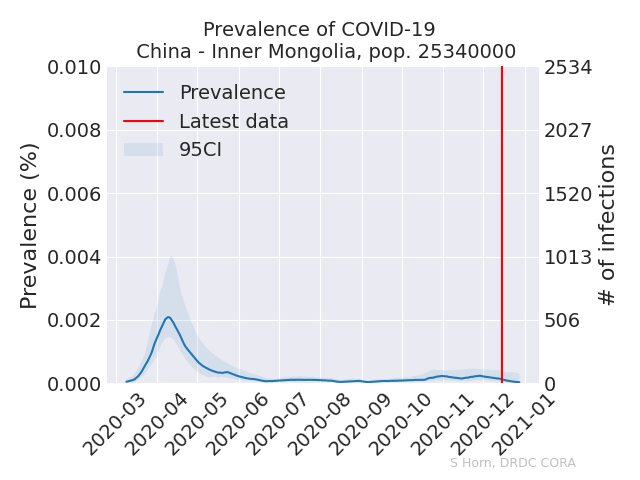 Prevalence of COVID-19
China - Inner Mongolia, pop. 25340000
Prevalence
Latest data
95CI
Prevalence (%)
0.010
0.008
0.006
0.004
0.002
0.000
2534
2027
1520
1013
506
0
# of infections
2020-03
2020-04
2020-05
2020-06
2020-07
2020-08
2020-09
2020-10
2020-11
2020-12
2021-01
S Horn, DRDC CORA